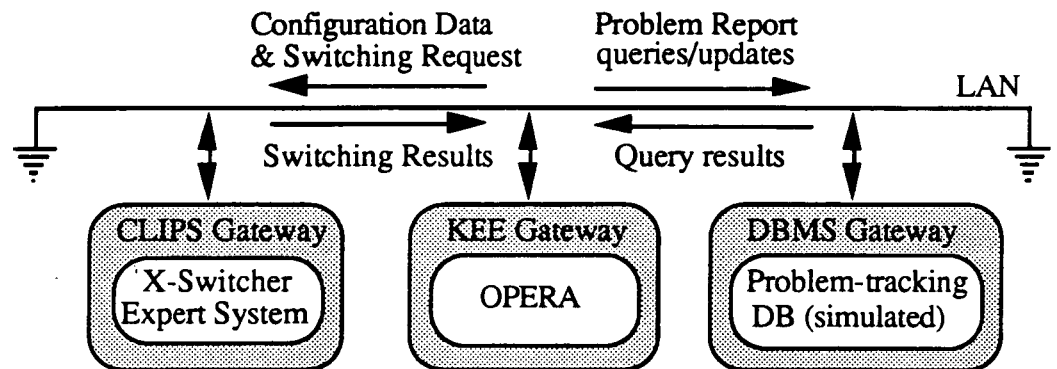 Configuration Data
& Switching Request
Problem Report
queries/updates
LAN
Switching Results
Query results
CLIPS Gateway
X-Switcher
Expert System
KEE Gateway
OPERA
DBMS Gateway
Problem-tracking
DB (simulated)